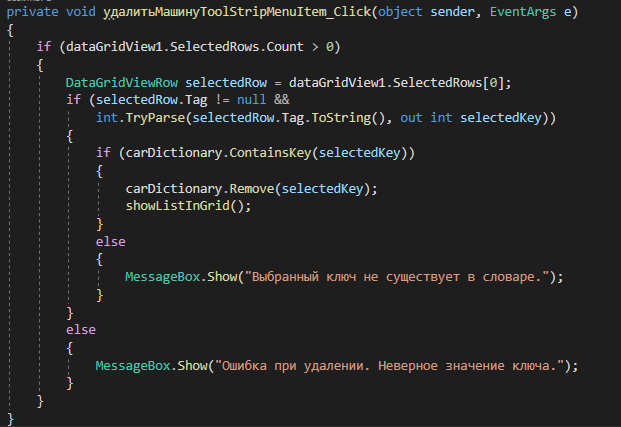 private void удалитьМашинуToolStripMenuItem_Click(object sender, EventArgs e)
{
if (dataGridView1.SelectedRows.Count > 0)
{
DataGridViewRow selectedRow = dataGridView1.SelectedRows[0];
if (selectedRow.Tag != null &&
int.TryParse(selectedRow.Tag.ToString(), out int selectedKey))
{
if (carDictionary.ContainsKey(selectedKey))
{
carDictionary.Remove(selectedKey);
showListInGrid();
}
else
{
MessageBox.Show("Выбранный ключ не существует в словаре.");
}
}
else
{
MessageBox.Show("Ошибка при удалении. Неверное значение ключа.");
}
}
}